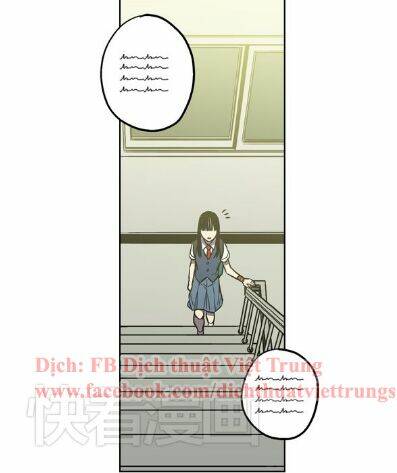 Dịch: FB Dịch thuật Việt Trung
www.facebook.com/dichthuatviettrungs
快看漫画